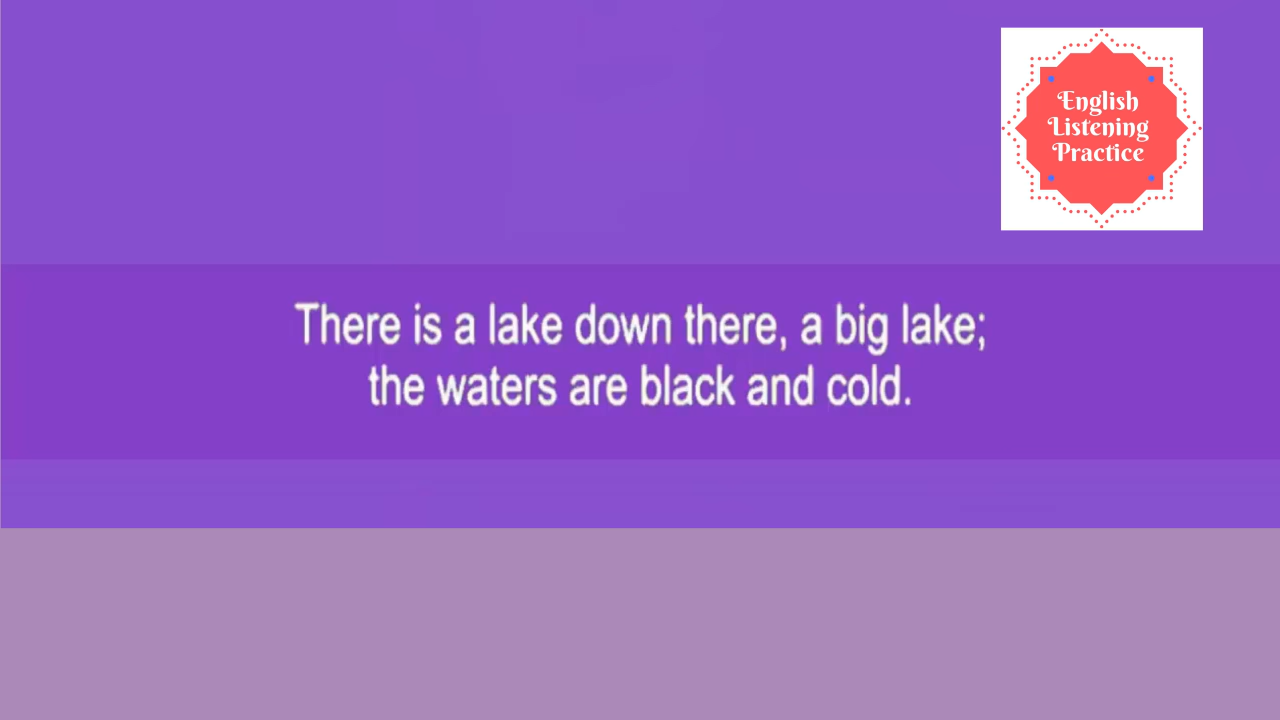 English
Listening
Practice
There is a lake down there, a big lake;
the waters are black and cold.